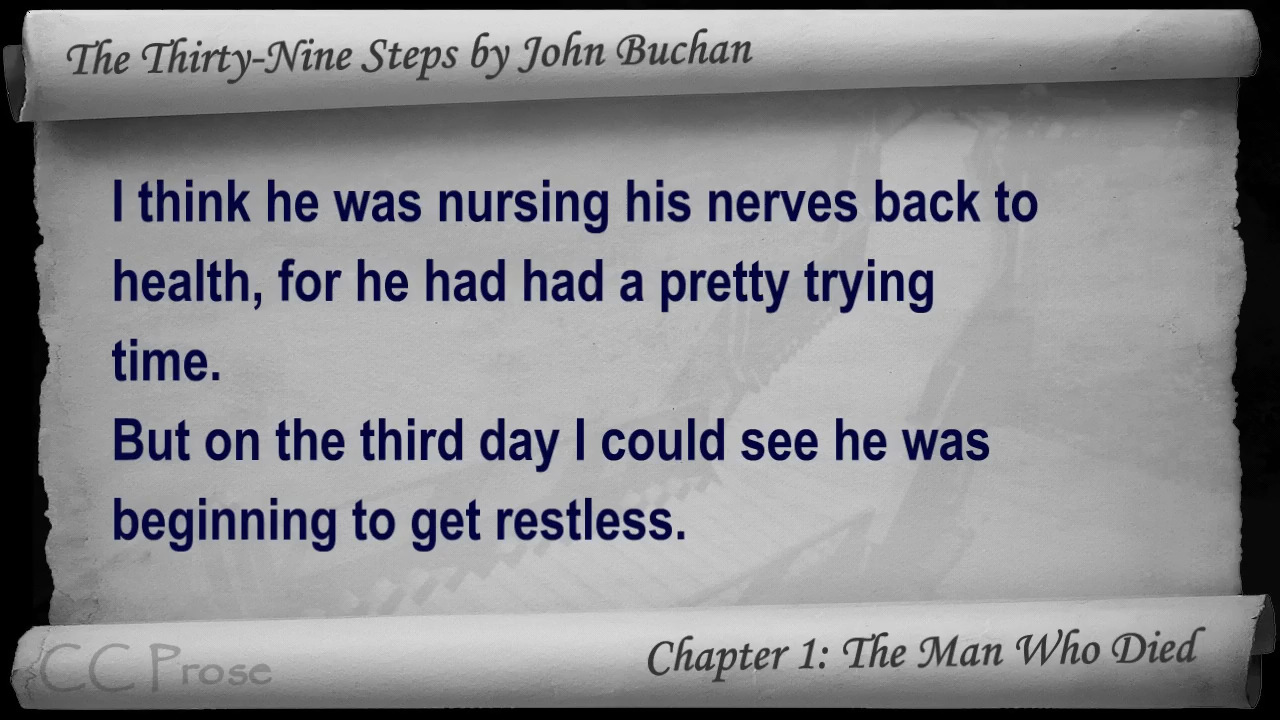 The Thirty-Nine Steps by John Buchan
I think he was nursing his nerves back to
health, for he had had a pretty trying
time.
But on the third day I could see he was
beginning to get restless.
CC Prose
Chapter 1: The Man Who Died